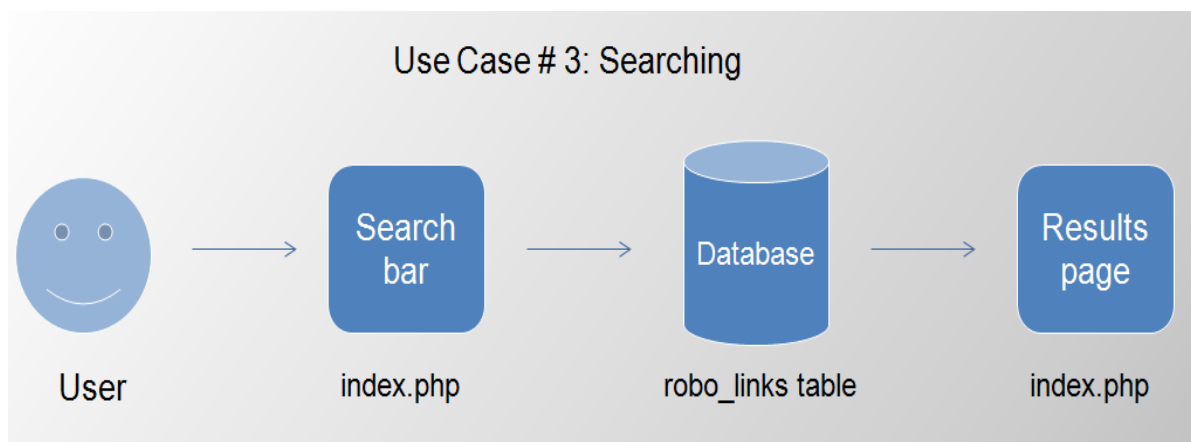 Use Case # 3: Searching
Search
bar
Database
Results
page
User
index.php
robo_links table
index.php